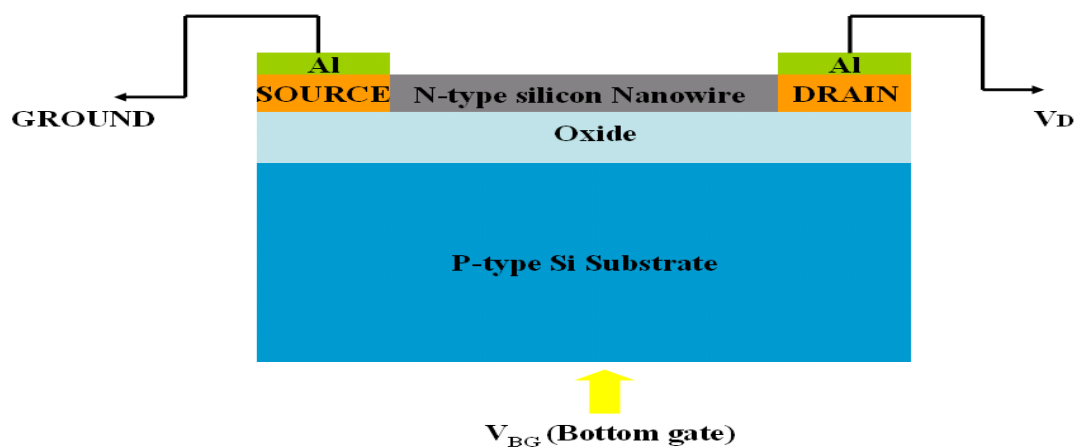 Al
Al
SOURCE
N-type silicon Nanowire
DRAIN
GROUND
VD
Oxide
P-type Si Substrate
VBG (Bottom gate)